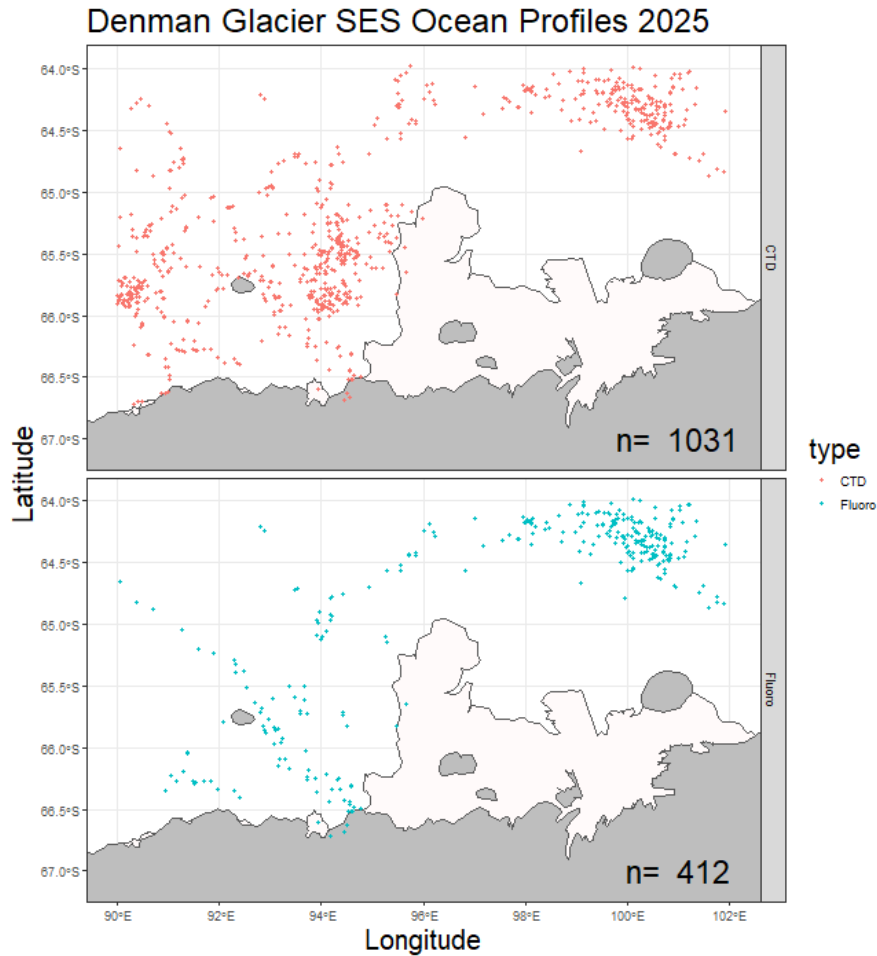 Denman Glacier SES Ocean Profiles 2025
64.0°S
64.5°S
65.0°S
65.5°S
66.0°S
66.5°S
67.0°S
CTD
n= 1031
Latitude
type
CTD
Fluoro
64.0°S
64.5°S
65.0°S
65.5°S
66.0°S
66.5°S
67.0°S
Fluoro
n= 412
90°E 92°E 94°E 96°E 98°E 100°E 102°E
Longitude